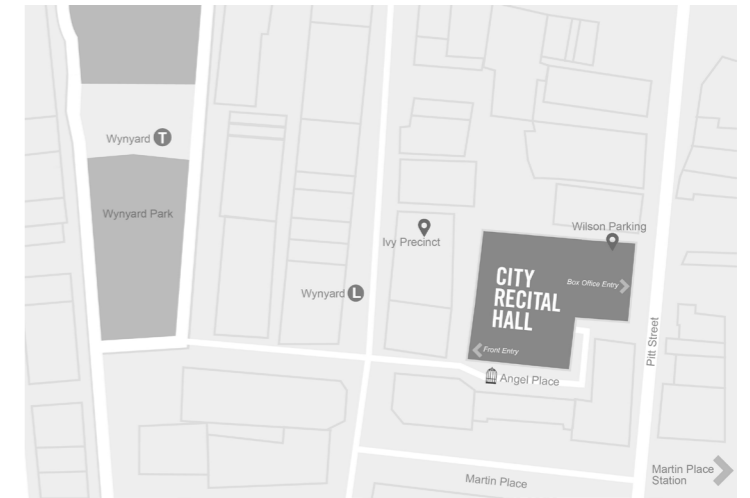 Wynyard T
Wynyard Park
Ivy Precinct
Wynyard L
Wilson Parking
CITY
RECITAL
HALL
Box Office Entry
Front Entry
Angel Place
Pitt Street
Martin Place
Martin Place
Station